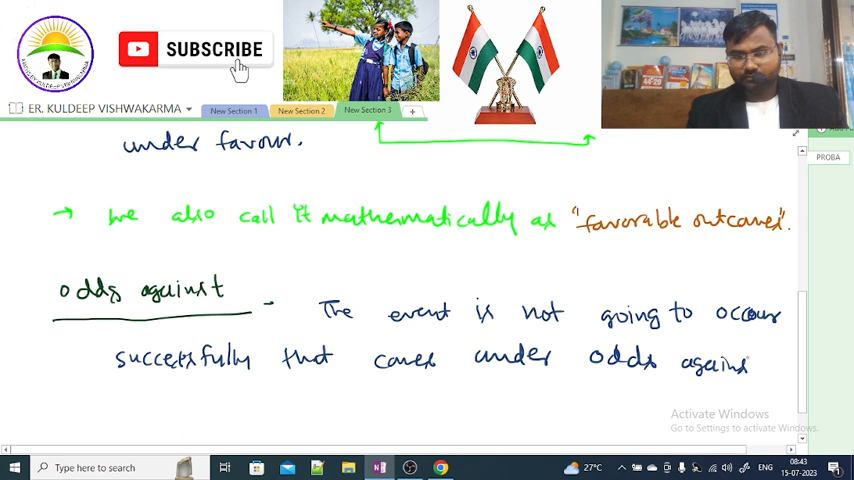 SUBSCRIBE
ER. KULDEEP VISHWAKARMA
New Section 1
New Section 2
New Section 3
+
PROBA
under favour.
→ We also call it mathematically as "favorable outcomes".
odds against - The event is not going to occur
successfully that comes under odds agains
Activate Windows
Go to Settings to activate Windows.
Type here to search
27°C
ENG
08:43
15-07-2023